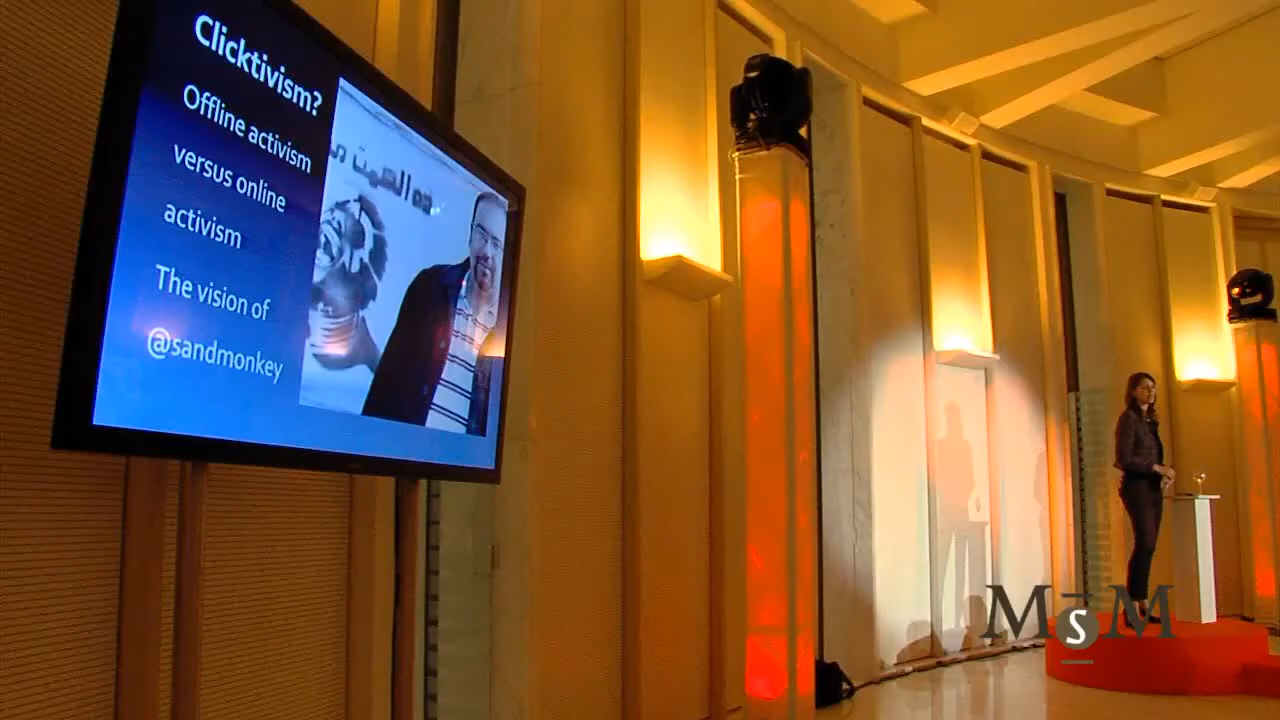 Clicktivism?
Offline activism
versus online
activism
The vision of
@sandmonkey
MSM